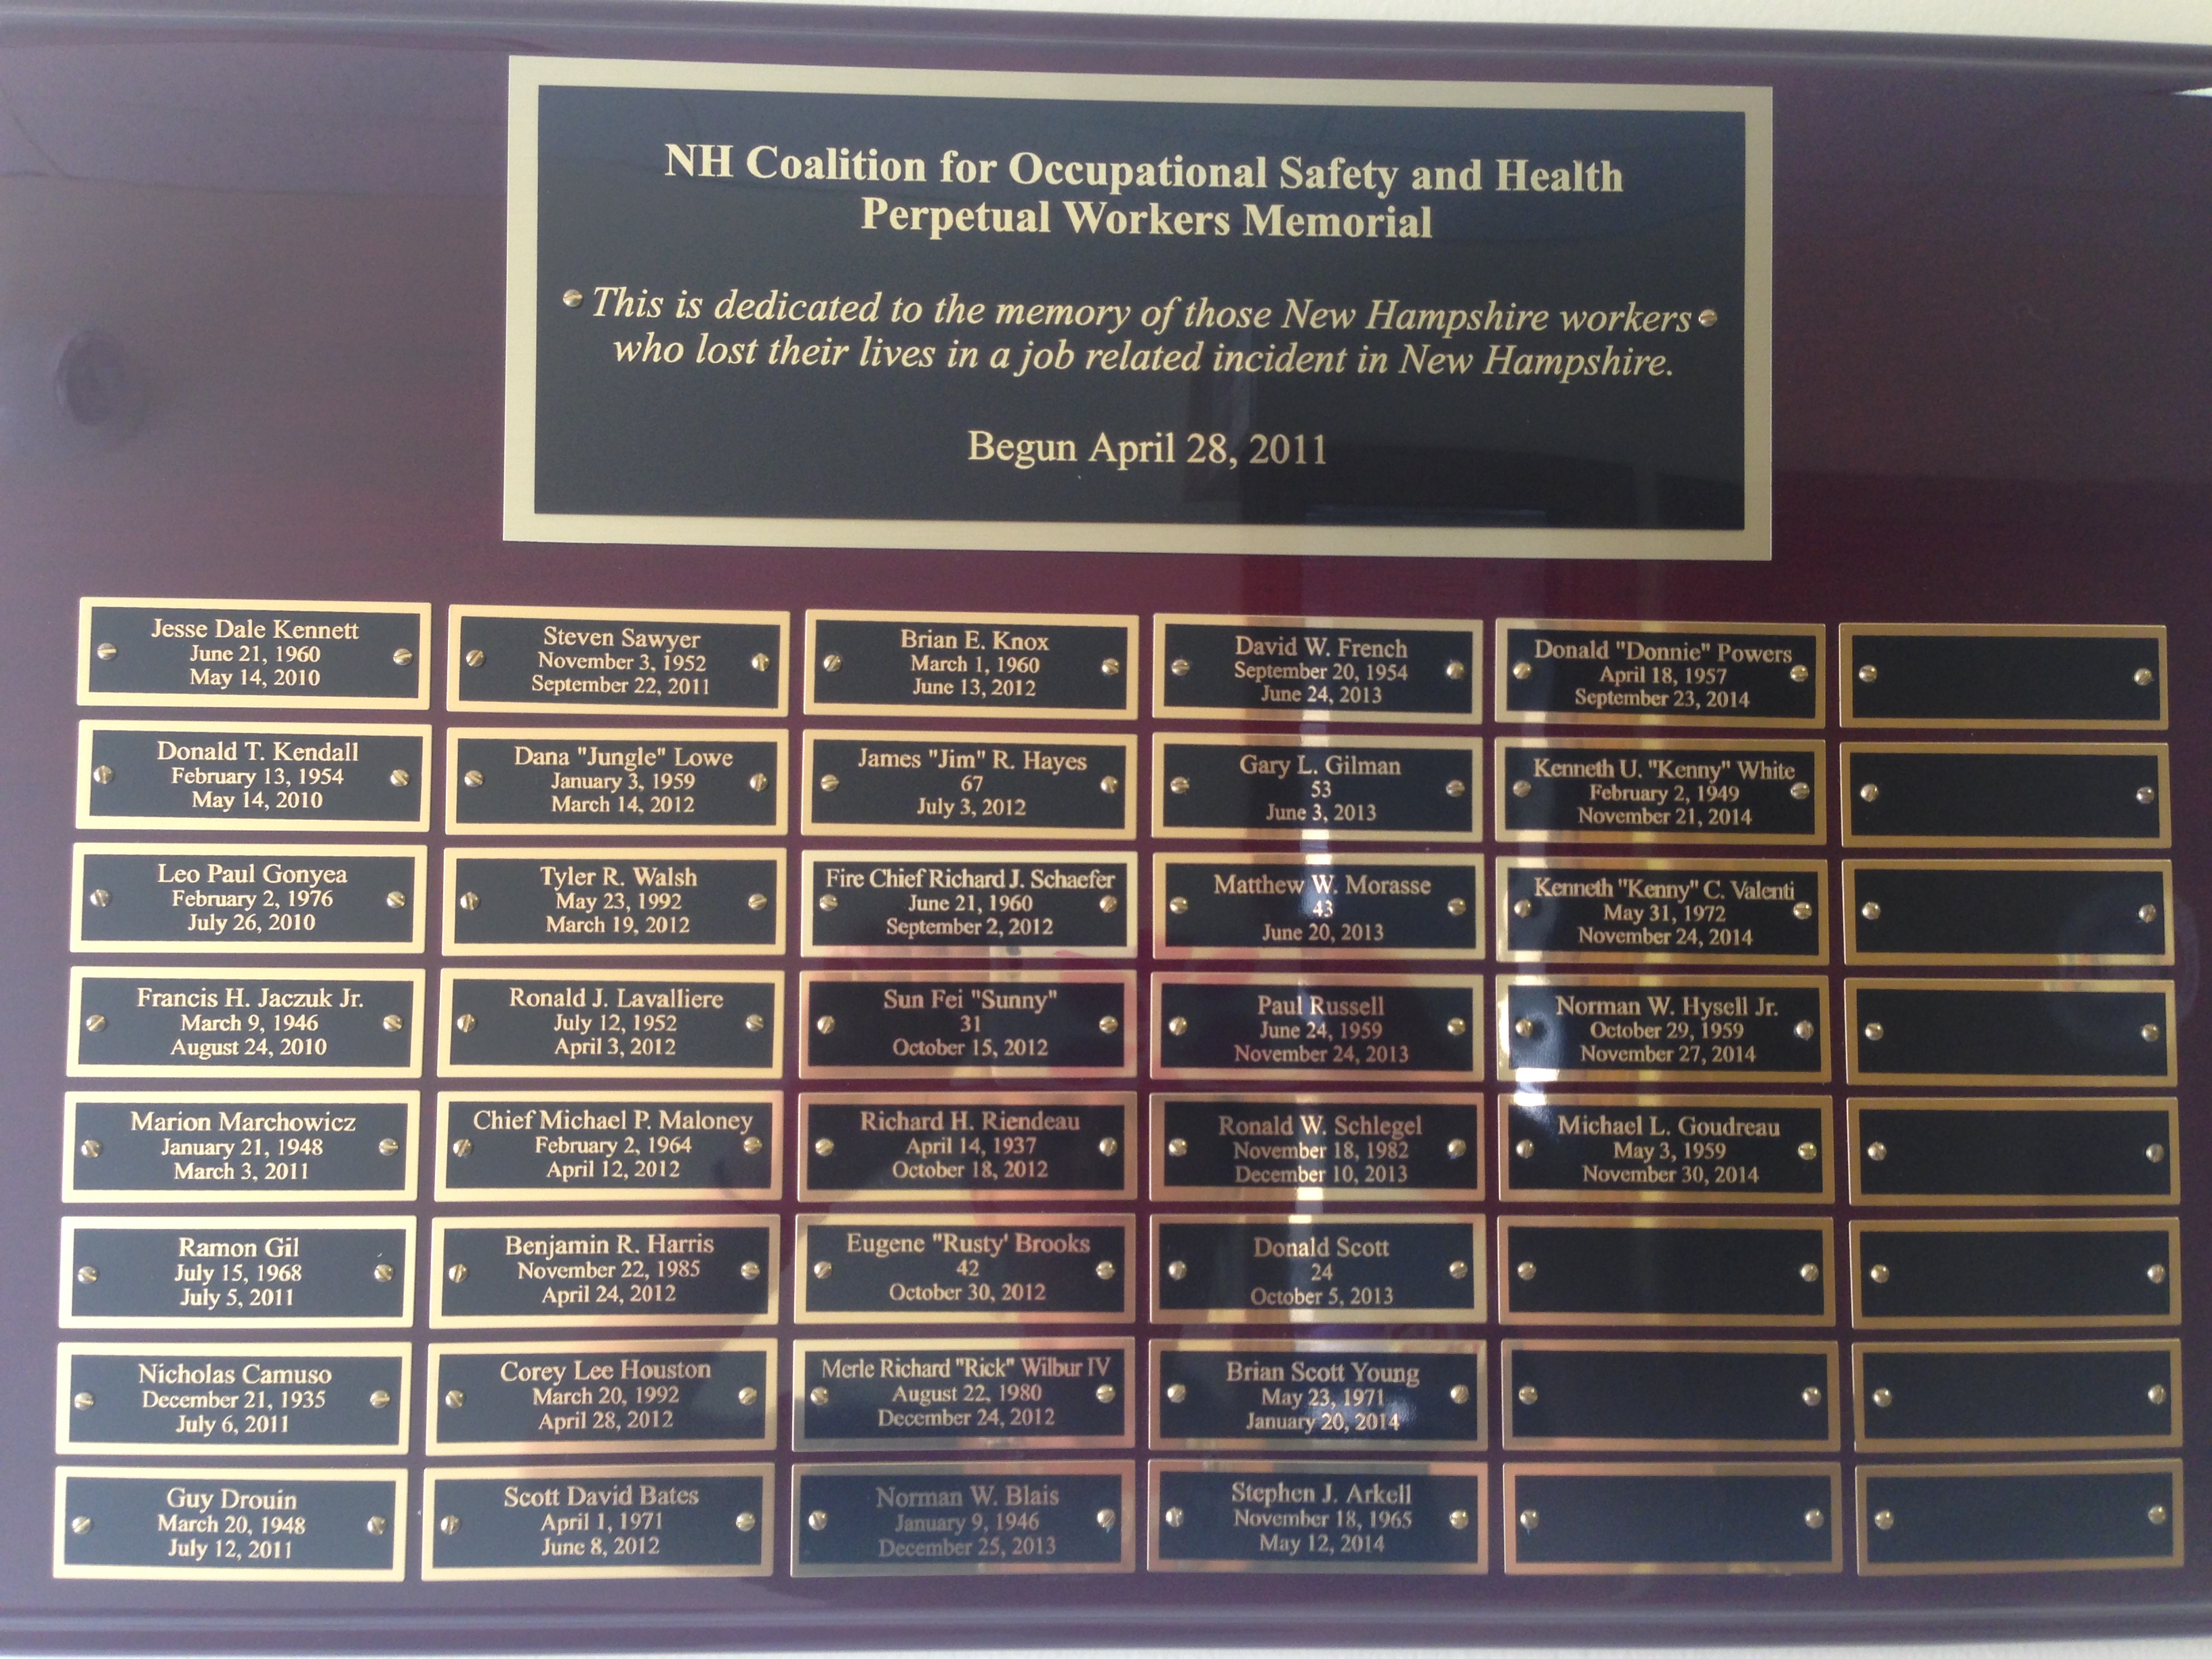 NH Coalition for Occupational Safety and Health
Perpetual Workers Memorial
This is dedicated to the memory of those New Hampshire workers
who lost their lives in a job related incident in New Hampshire.
Begun April 28, 2011
Jesse Dale Kennett
June 21, 1960
May 14, 2010
Donald T. Kendall
February 13, 1954
May 14, 2010
Leo Paul Gonyea
February 2, 1976
July 26, 2010
Francis H. Jaczuk Jr.
March 9, 1946
August 24, 2010
Marion Marchowicz
January 21, 1948
March 3, 2011
Ramon Gil
July 15, 1968
July 5, 2011
Nicholas Camuso
December 21, 1935
July 6, 2011
Guy Drouin
March 20, 1948
July 12, 2011
Steven Sawyer
November 3, 1952
September 22, 2011
Dana "Jungle" Lowe
January 3, 1959
March 14, 2012
Tyler R. Walsh
May 23, 1992
March 19, 2012
Ronald J. Lavalliere
July 12, 1952
April 3, 2012
Chief Michael P. Maloney
February 2, 1964
April 12, 2012
Benjamin R. Harris
November 22, 1985
April 24, 2012
Corey Lee Houston
March 20, 1992
April 28, 2012
Scott David Bates
April 1, 1971
June 8, 2012
Brian E. Knox
March 1, 1960
June 13, 2012
James "Jim" R. Hayes
67
July 3, 2012
Fire Chief Richard J. Schaefer
June 21, 1960
September 2, 2012
Sun Fei "Sunny"
31
October 15, 2012
Richard H. Riendeau
April 14, 1937
October 18, 2012
Eugene "Rusty' Brooks
42
October 30, 2012
Merle Richard "Rick" Wilbur IV
August 22, 1980
December 24, 2012
Norman W. Blais
January 9, 1946
December 25, 2013
David W. French
September 20, 1954
June 24, 2013
Gary L. Gilman
53
June 3, 2013
Matthew W. Morasse
43
June 20, 2013
Paul Russell
June 24, 1959
November 24, 2013
Ronald W. Schlegel
November 18, 1982
December 10, 2013
Donald Scott
24
October 5, 2013
Brian Scott Young
May 23, 1971
January 20, 2014
Stephen J. Arkell
November 18, 1965
May 12, 2014
Donald "Donnie" Powers
April 18, 1957
September 23, 2014
Kenneth U. "Kenny" White
February 2, 1949
November 21, 2014
Kenneth "Kenny" C. Valenti
May 31, 1972
November 24, 2014
Norman W. Hysell Jr.
October 29, 1959
November 27, 2014
Michael L. Goudreau
May 3, 1959
November 30, 2014